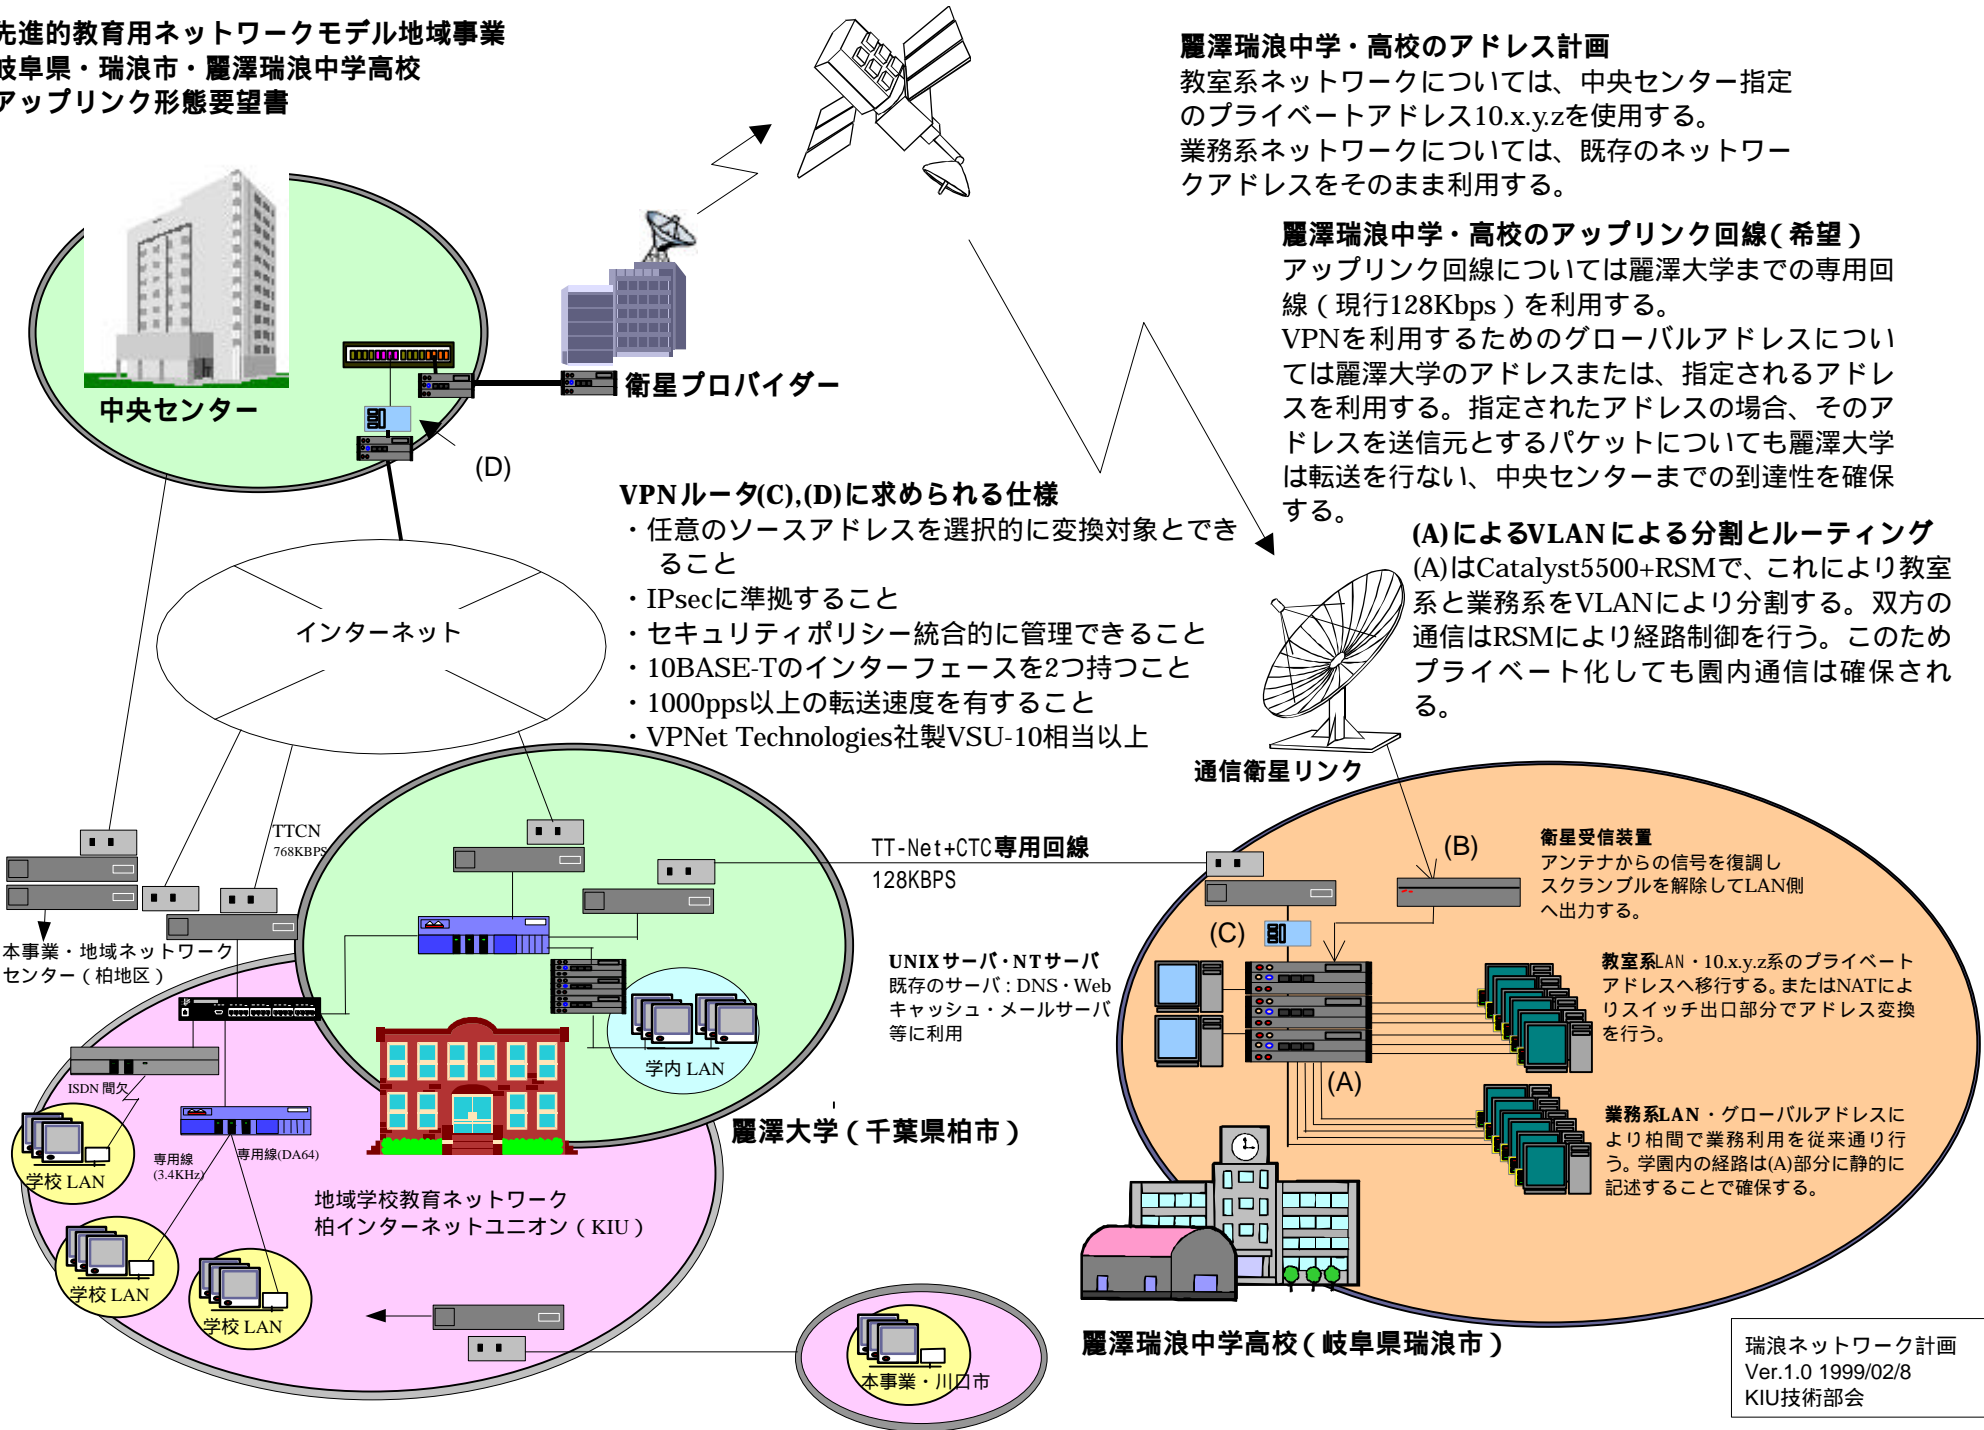 先進的教育用ネットワークモデル地域事業
岐阜県・瑞浪市・麗澤瑞浪中学高校
アップリンク形態要望書
麗澤瑞浪中学・高校のアドレス計画
教室系ネットワークについては、中央センター指定
のプライベートアドレス10.x.y.zを使用する。
業務系ネットワークについては、既存のネットワー
クアドレスをそのまま利用する。
麗澤瑞浪中学・高校のアップリンク回線(希望)
アップリンク回線については麗澤大学までの専用回
線(現行128Kbps)を利用する。
VPNを利用するためのグローバルアドレスについ
ては麗澤大学のアドレスまたは、指定されるアドレ
スを利用する。指定されたアドレスの場合、そのア
ドレスを送信元とするパケットについても麗澤大学
は転送を行ない、中央センターまでの到達性を確保
する。
中央センター
衛星プロバイダー
(D)
VPNルータ(C),(D)に求められる仕様
・任意のソースアドレスを選択的に変換対象とでき
ること
・IPsecに準拠すること
・セキュリティポリシー統合的に管理できること
・10BASE-Tのインターフェースを2つ持つこと
・1000pps以上の転送速度を有すること
・VPNet Technologies社製VSU-10相当以上
(A)によるVLANによる分割とルーティング
(A)はCatalyst5500+RSMで、これにより教室
系と業務系をVLANにより分割する。双方の
通信はRSMにより経路制御を行う。このため
プライベート化しても園内通信は確保され
る。
インターネット
通信衛星リンク
TTCN
768KBPS
TT-Net+CTC専用回線
128KBPS
(B)
衛星受信装置
アンテナからの信号を復調し
スクランブルを解除してLAN側
へ出力する。
(C)
本事業・地域ネットワーク
センター(柏地区)
UNIXサーバ・NTサーバ
既存のサーバ:DNS・Web
キャッシュ・メールサーバ
等に利用
教室系LAN・10.x.y.z系のプライベート
アドレスへ移行する。またはNATによ
りスイッチ出口部分でアドレス変換
を行う。
(A)
学内 LAN
ISDN 間欠
麗澤大学(千葉県柏市)
業務系LAN・グローバルアドレスに
より柏間で業務利用を従来通り行
う。学園内の経路は(A)部分に静的に
記述することで確保する。
専用線
(3.4KHz)
専用線(DA64)
学校 LAN
地域学校教育ネットワーク
柏インターネットユニオン(KIU)
学校 LAN
学校 LAN
本事業・川口市
麗澤瑞浪中学高校(岐阜県瑞浪市)
瑞浪ネットワーク計画
Ver.1.0 1999/02/8
KIU技術部会